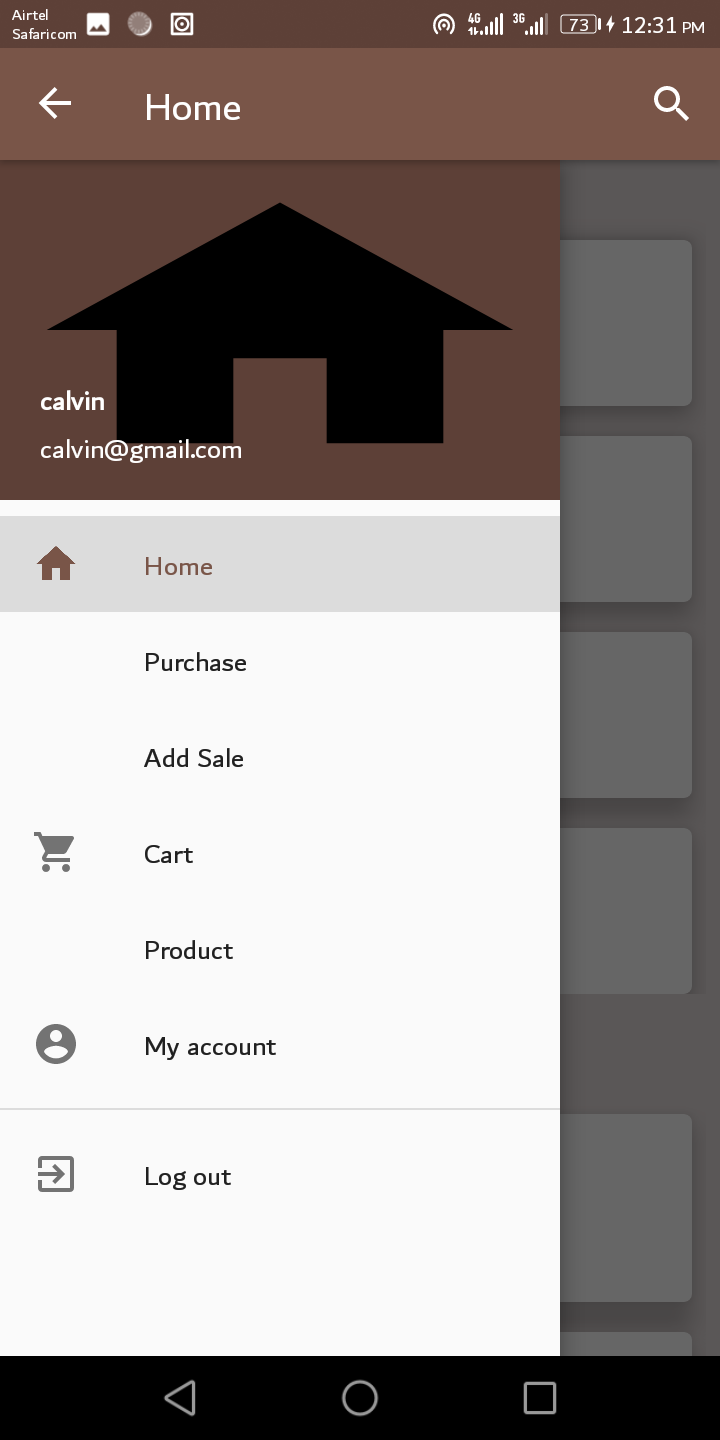 Airtel
Safaricom
4G 3G 73 12:31 PM
Home
calvin
calvin@gmail.com
Home
Purchase
Add Sale
Cart
Product
My account
Log out